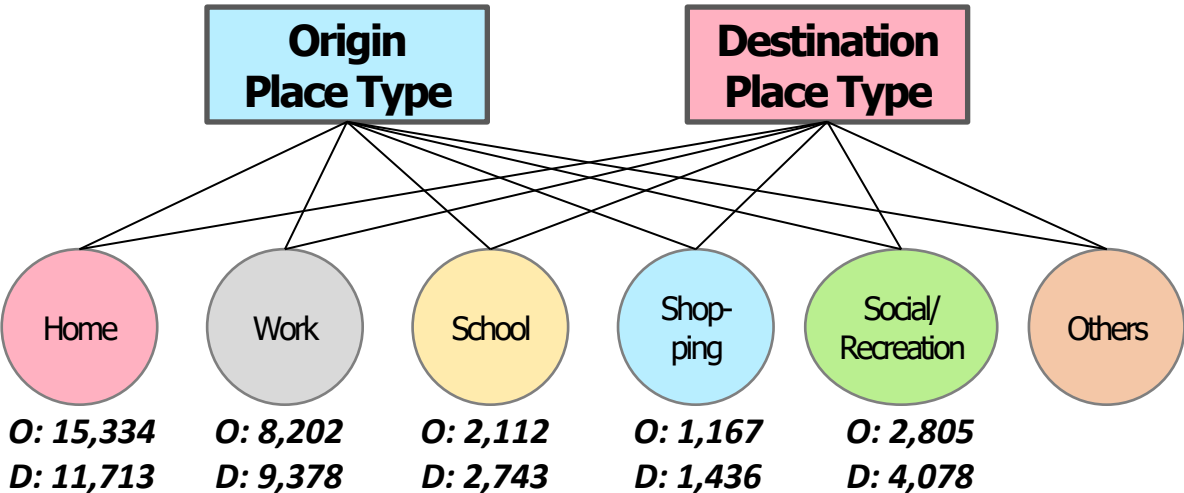 Origin
Place Type
Destination
Place Type
Home
Work
School
Shop-
ping
Social/
Recreation
Others
O: 15,334
D: 11,713
O: 8,202
D: 9,378
O: 2,112
D: 2,743
O: 1,167
D: 1,436
O: 2,805
D: 4,078